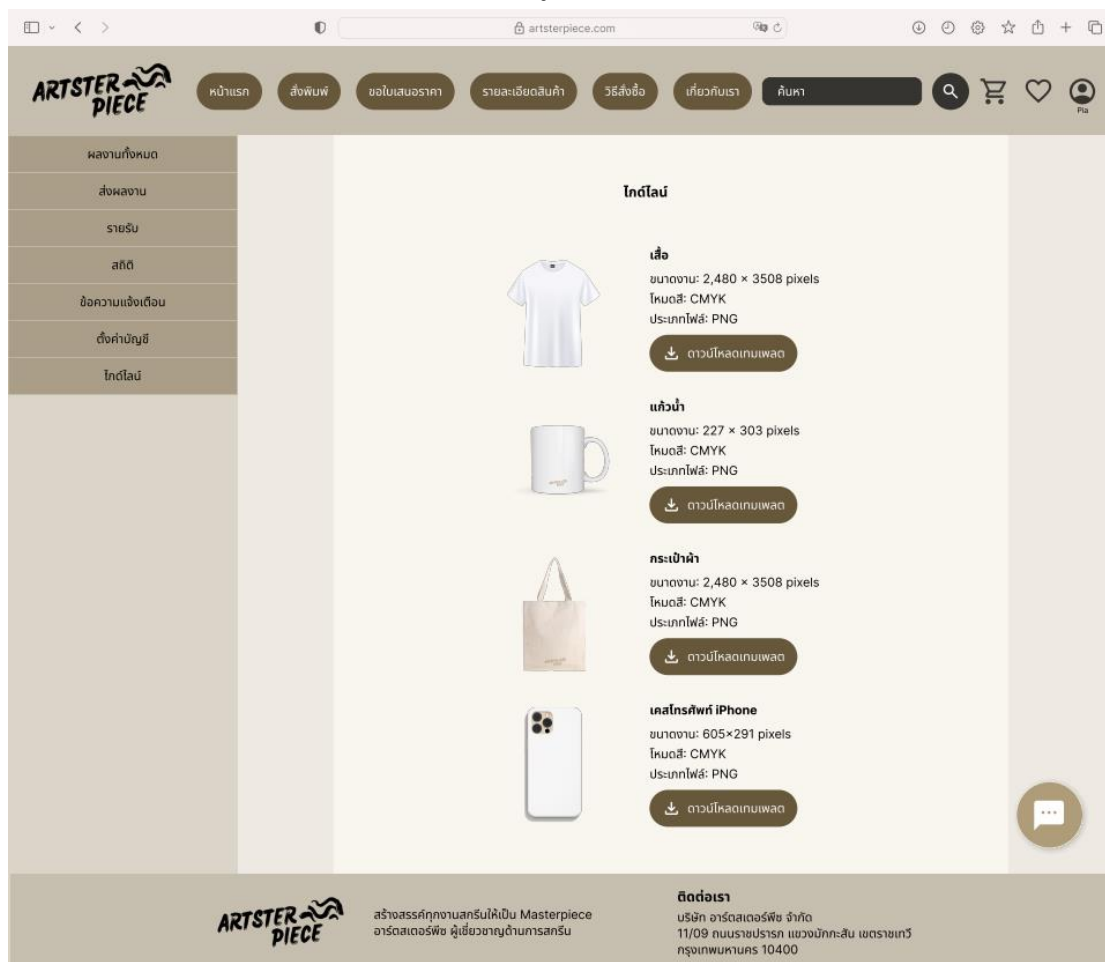 artsterpiece.com
ARTSTER
PIECE
หน้าแรก
สั่งพิมพ์
ขอใบเสนอราคา
รายละเอียดสินค้า
วิธีสั่งซื้อ
เกี่ยวกับเรา
ค้นหา
Pia
ผลงานทั้งหมด
ส่งผลงาน
รายรับ
สถิติ
ข้อความแจ้งเตือน
ตั้งค่าบัญชี
ไกด์ไลน์
ไกด์ไลน์
เสื้อ
ขนาดงาน: 2,480 × 3508 pixels
โหมดสี: CMYK
ประเภทไฟล์: PNG
ดาวน์โหลดเทมเพลต
แก้วน้ำ
ขนาดงาน: 227 × 303 pixels
โหมดสี: CMYK
ประเภทไฟล์: PNG
ดาวน์โหลดเทมเพลต
กระเป๋าผ้า
ขนาดงาน: 2,480 × 3508 pixels
โหมดสี: CMYK
ประเภทไฟล์: PNG
ดาวน์โหลดเทมเพลต
เคสโทรศัพท์ iPhone
ขนาดงาน: 605×291 pixels
โหมดสี: CMYK
ประเภทไฟล์: PNG
ดาวน์โหลดเทมเพลต
ARTSTER
PIECE
สร้างสรรค์ทุกงานสกรีนให้เป็น Masterpiece
อาร์ตสเตอร์พีซ ผู้เชี่ยวชาญด้านการสกรีน
ติดต่อเรา
บริษัท อาร์ตสเตอร์พีซ จำกัด
11/09 ถนนราชปรารภ แขวงมักกะสัน เขตราชเทวี
กรุงเทพมหานคร 10400